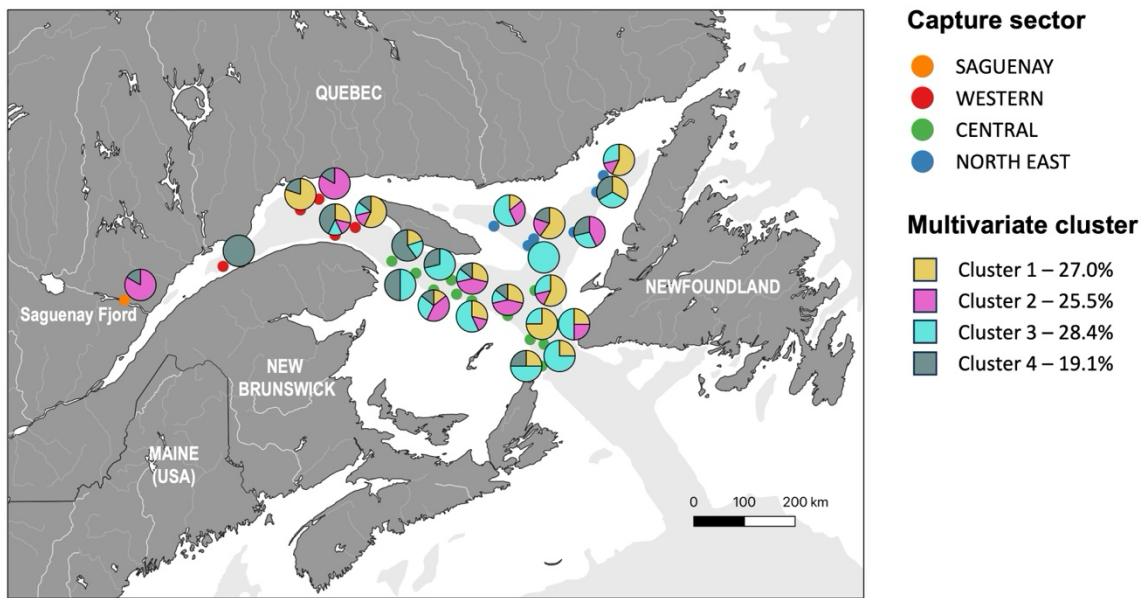 QUEBEC
Saguenay Fjord
NEWFOUNDLAND
NEW
BRUNSWICK
MAINE
(USA)
0 100 200 km
Capture sector
SAGUENAY
WESTERN
CENTRAL
NORTH EAST
Multivariate cluster
Cluster 1 – 27.0%
Cluster 2 – 25.5%
Cluster 3 – 28.4%
Cluster 4 – 19.1%